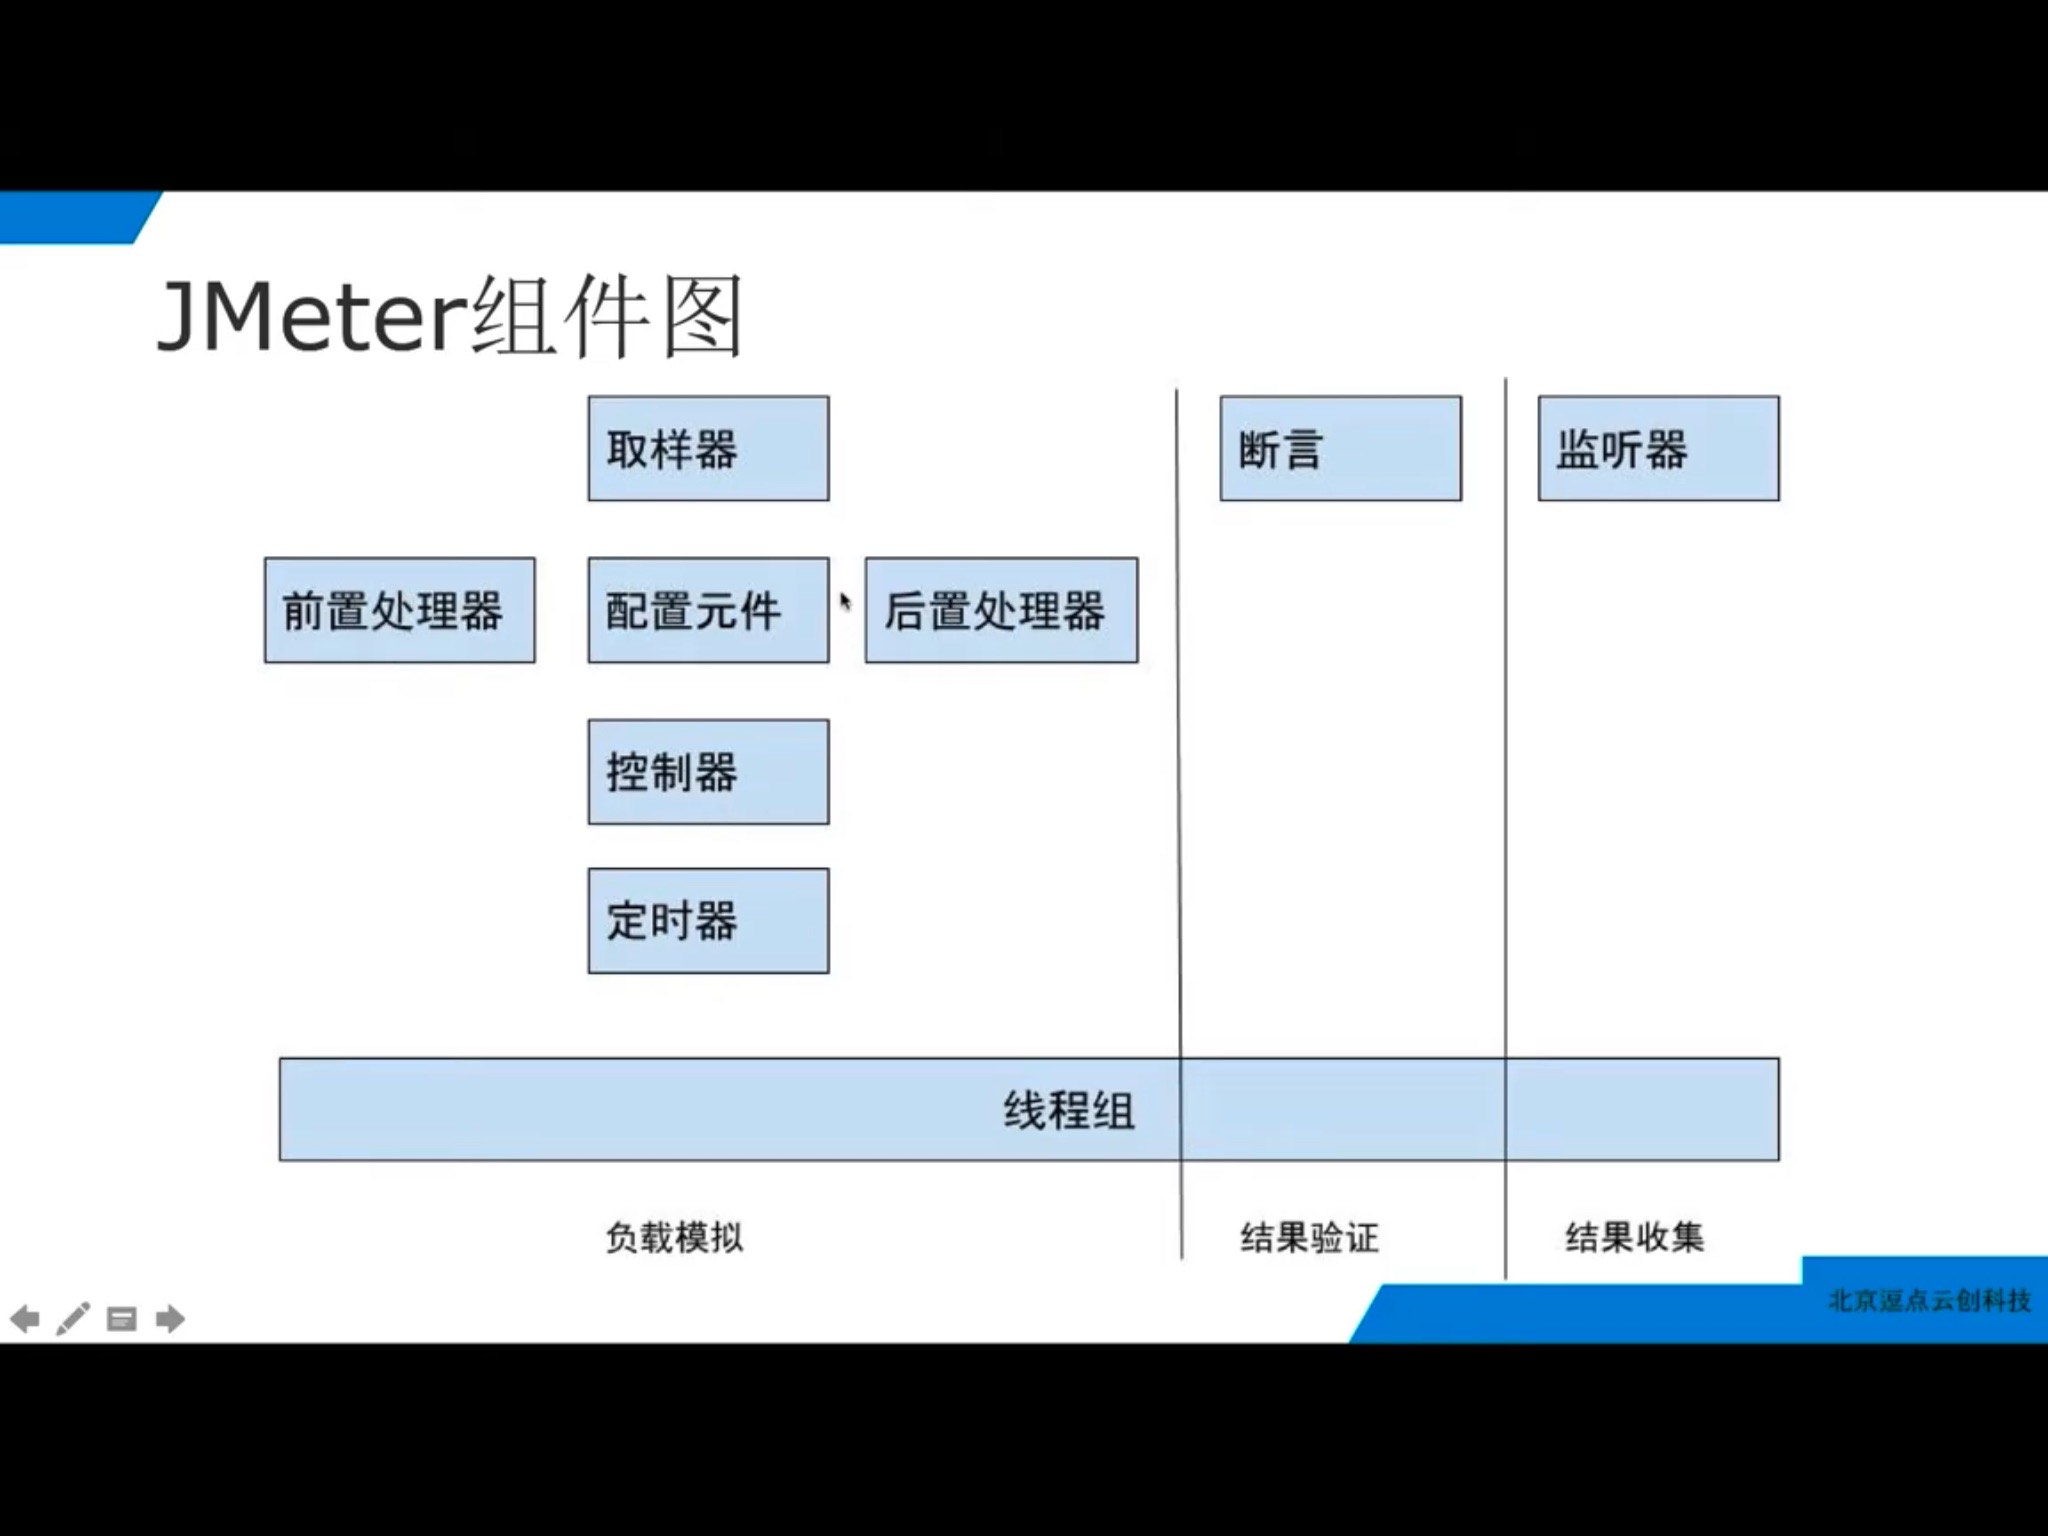 JMeter组件图
取样器
断言
监听器
前置处理器
配置元件
后置处理器
控制器
定时器
线程组
负载模拟
结果验证
结果收集
北京逗点云创科技